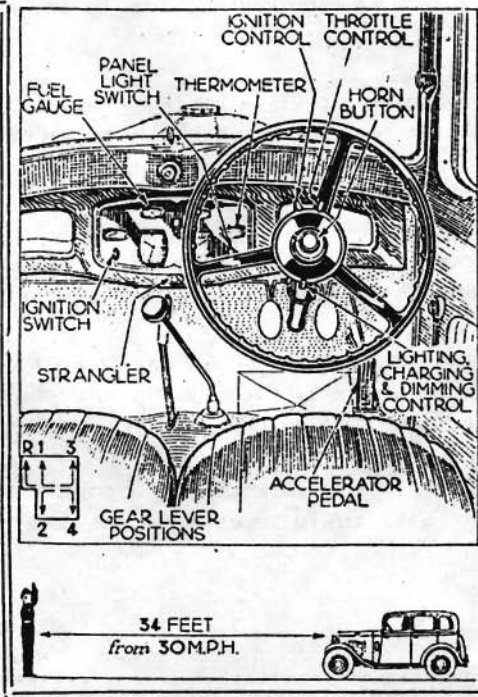 IGNITION
CONTROL
THROTTLE
CONTROL
PANEL
LIGHT
SWITCH
THERMOMETER
FUEL
GAUGE
HORN
BUTTON
IGNITION
SWITCH
STRANGLER
LIGHTING,
CHARGING
& DIMMING
CONTROL
R 1 3
2 4
GEAR LEVER
POSITIONS
ACCELERATOR
PEDAL
34 FEET
from 30 M.P.H.